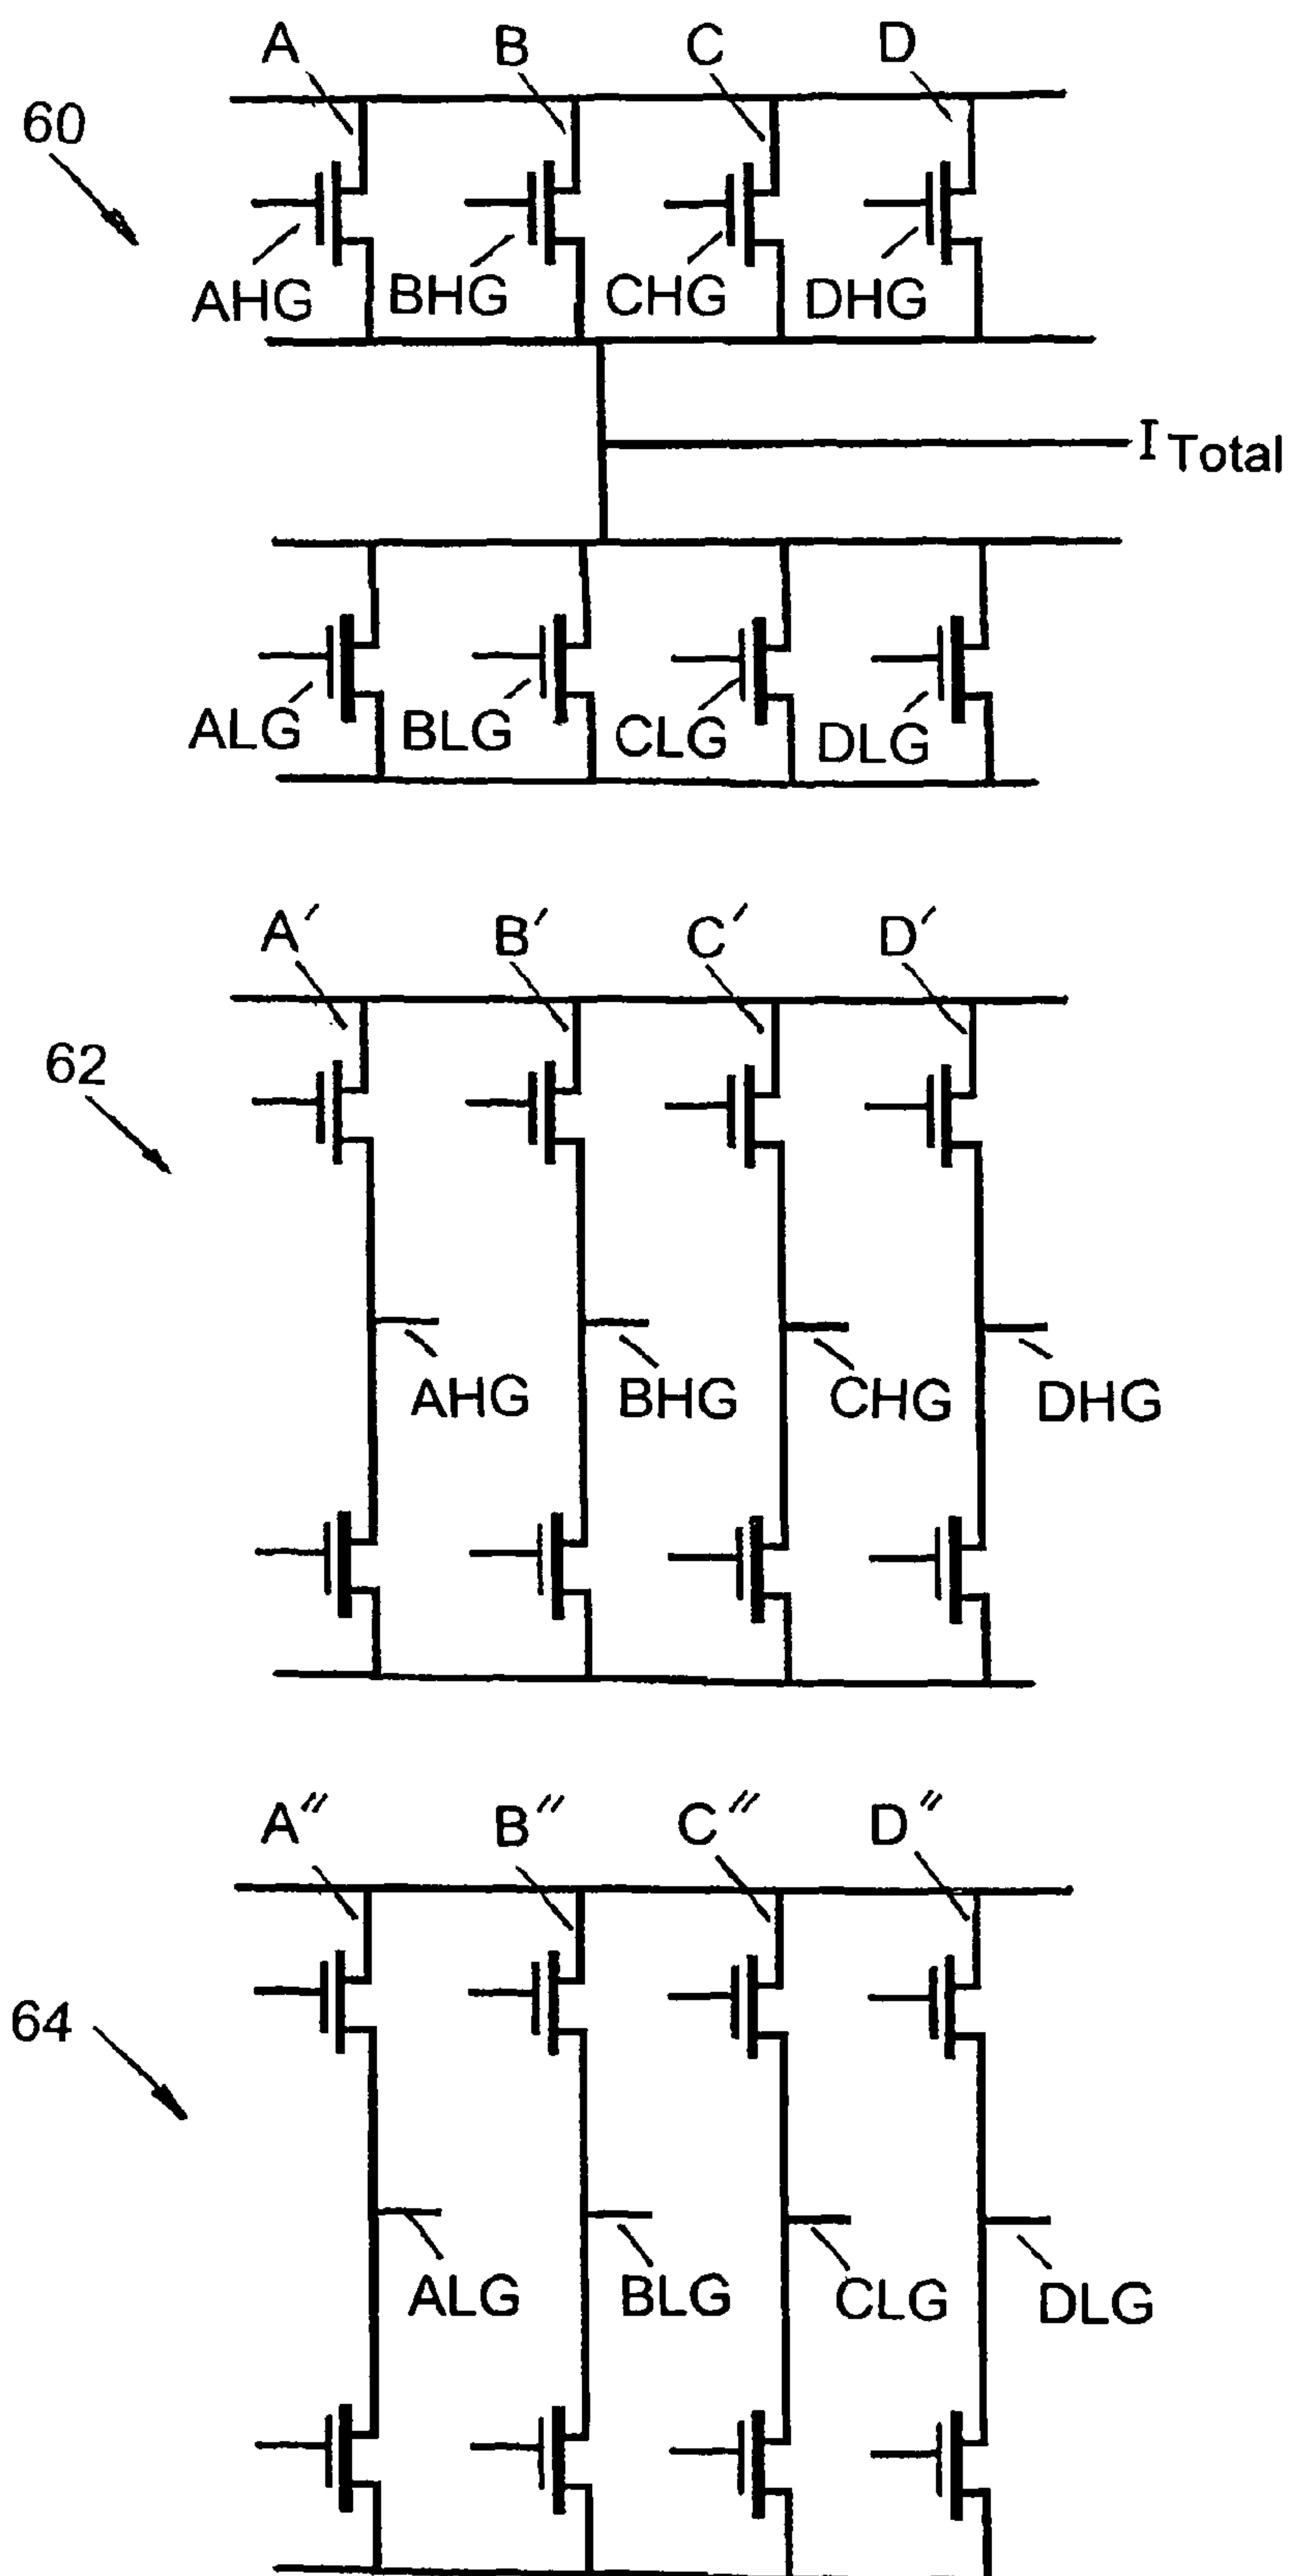 A B C D
60
AHG BHG CHG DHG
I Total
ALG BLG CLG DLG
A′ B′ C′ D′
62
AHG BHG CHG DHG
A″ B″ C″ D″
64
ALG BLG CLG DLG